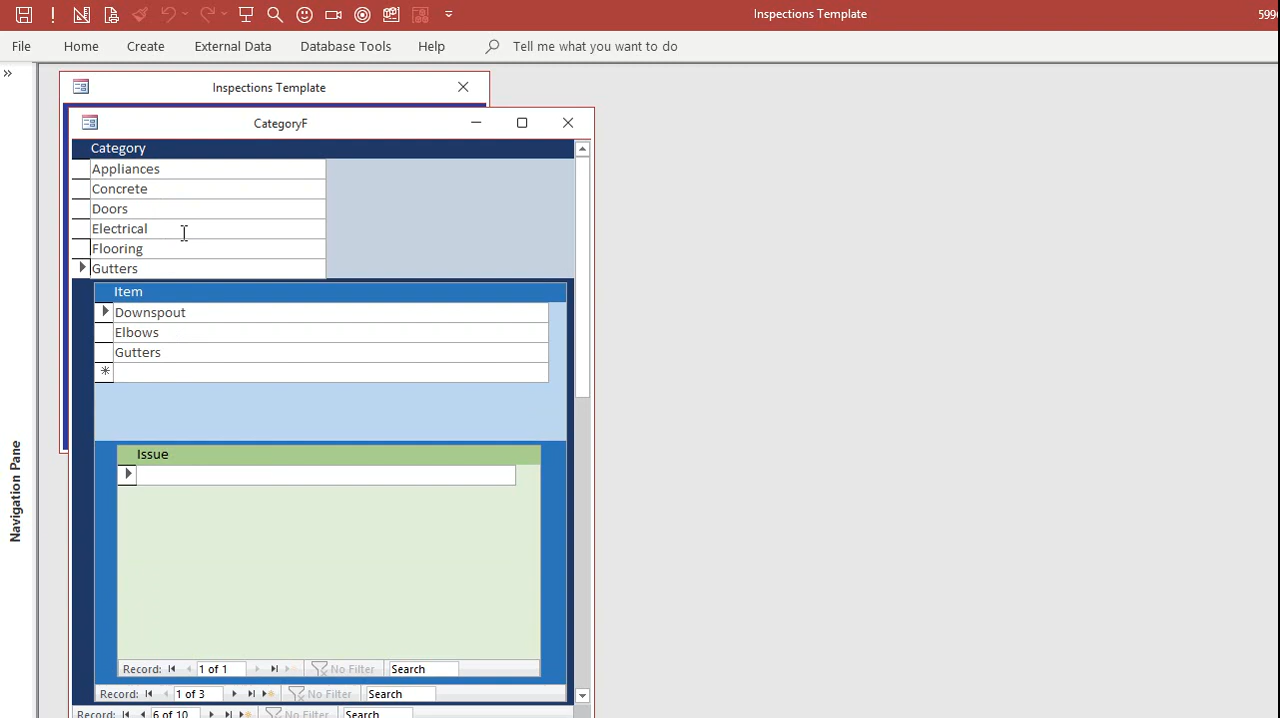 Inspections Template
599
File Home Create External Data Database Tools Help Tell me what you want to do
Inspections Template
CategoryF
Category
Appliances
Concrete
Doors
Electrical
Flooring
Gutters
Item
Downspout
Elbows
Gutters
Issue
Record: 1 of 1 No Filter Search
Record: 1 of 3 No Filter Search
Record: 6 of 10 No Filter Search
Navigation Pane